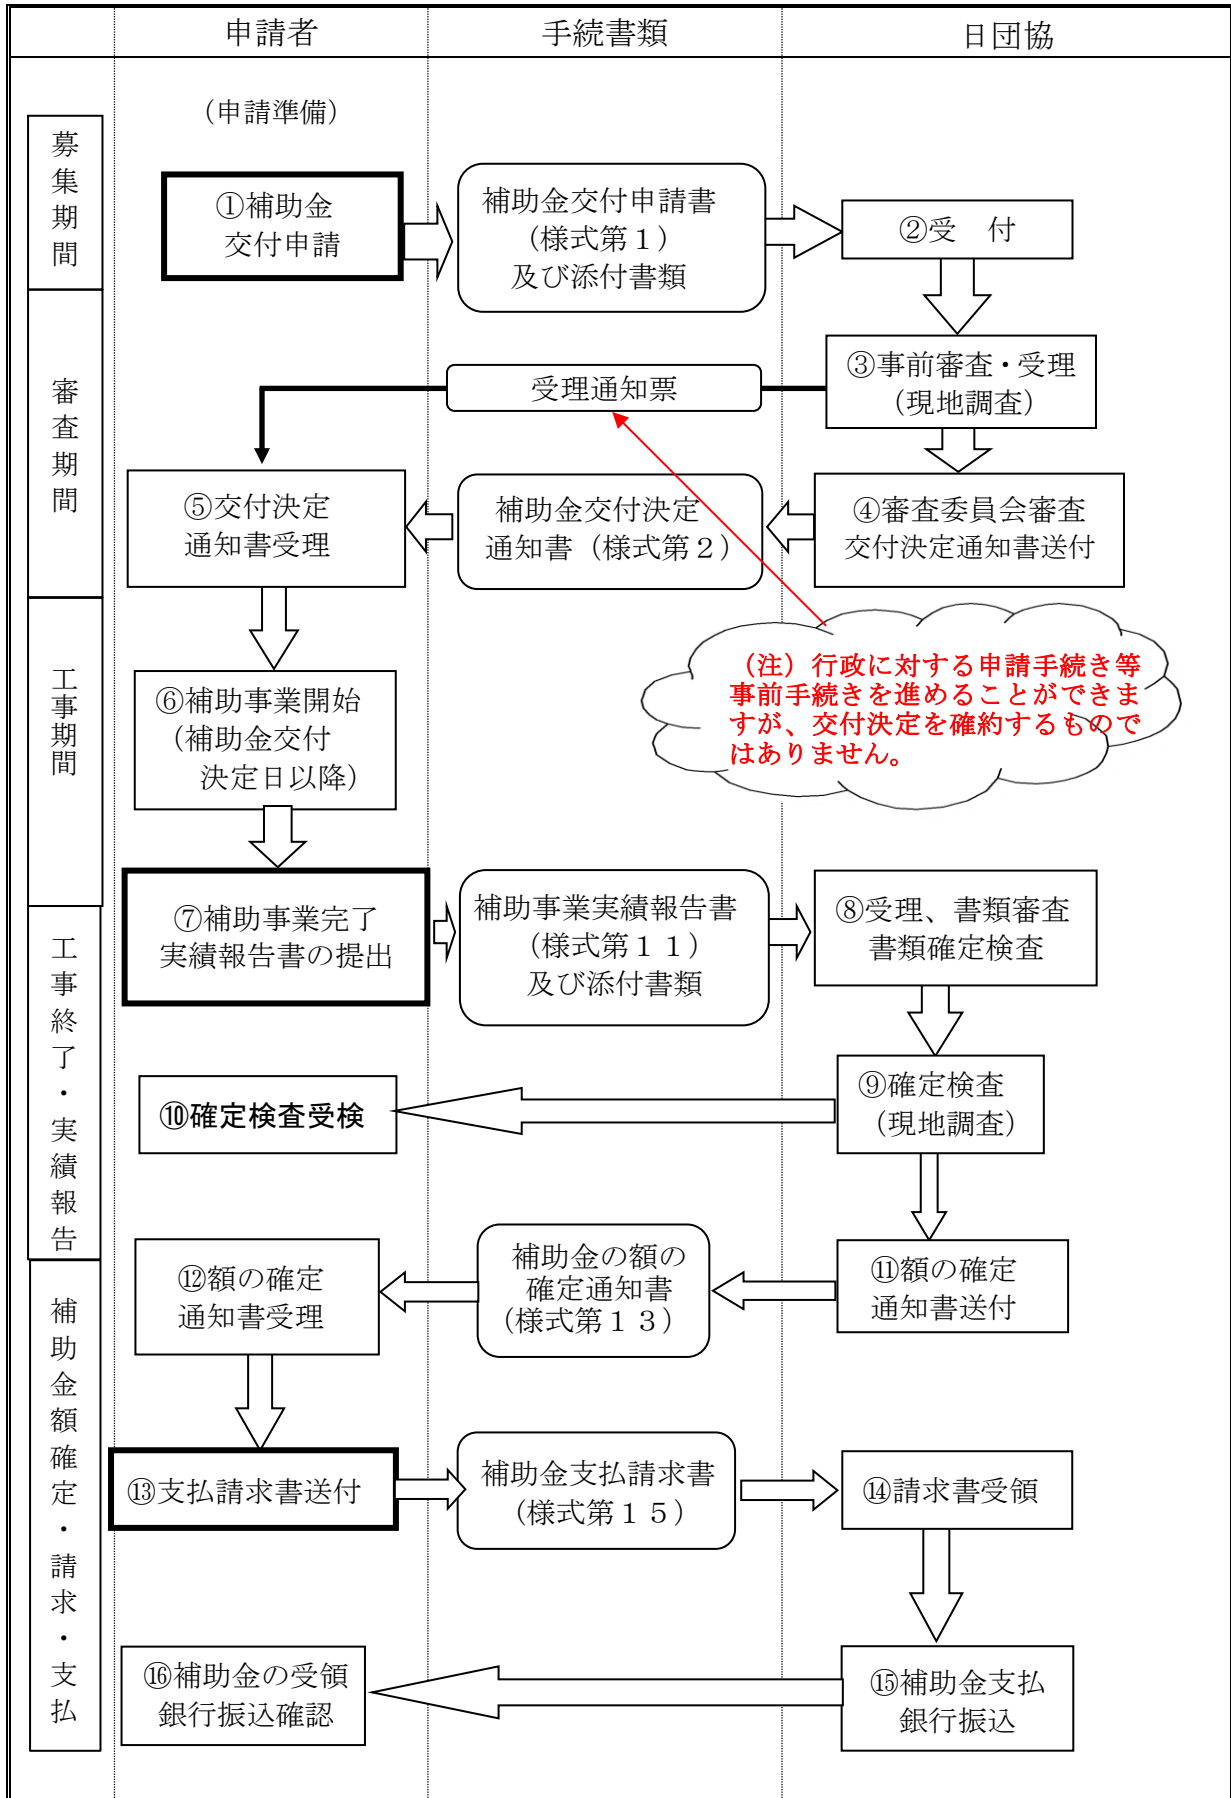 申請者
手続書類
日団協
募集期間
（申請準備）
①補助金
交付申請
補助金交付申請書
（様式第１）
及び添付書類
②受　付
審査期間
③事前審査・受理
（現地調査）
受理通知票
④審査委員会審査
交付決定通知書送付
補助金交付決定
通知書（様式第２）
⑤交付決定
通知書受理
工事期間
（注）行政に対する申請手続き等
事前手続きを進めることができま
すが、交付決定を確約するもので
はありません。
⑥補助事業開始
（補助金交付
決定日以降）
⑦補助事業完了
実績報告書の提出
補助事業実績報告書
（様式第１１）
及び添付書類
⑧受理、書類審査
書類確定検査
工事終了・実績報告
⑨確定検査
（現地調査）
⑩確定検査受検
⑪額の確定
通知書送付
補助金の額の
確定通知書
（様式第１３）
⑫額の確定
通知書受理
補助金額確定・請求・支払
⑬支払請求書送付
補助金支払請求書
（様式第１５）
⑭請求書受領
⑮補助金支払
銀行振込
⑯補助金の受領
銀行振込確認